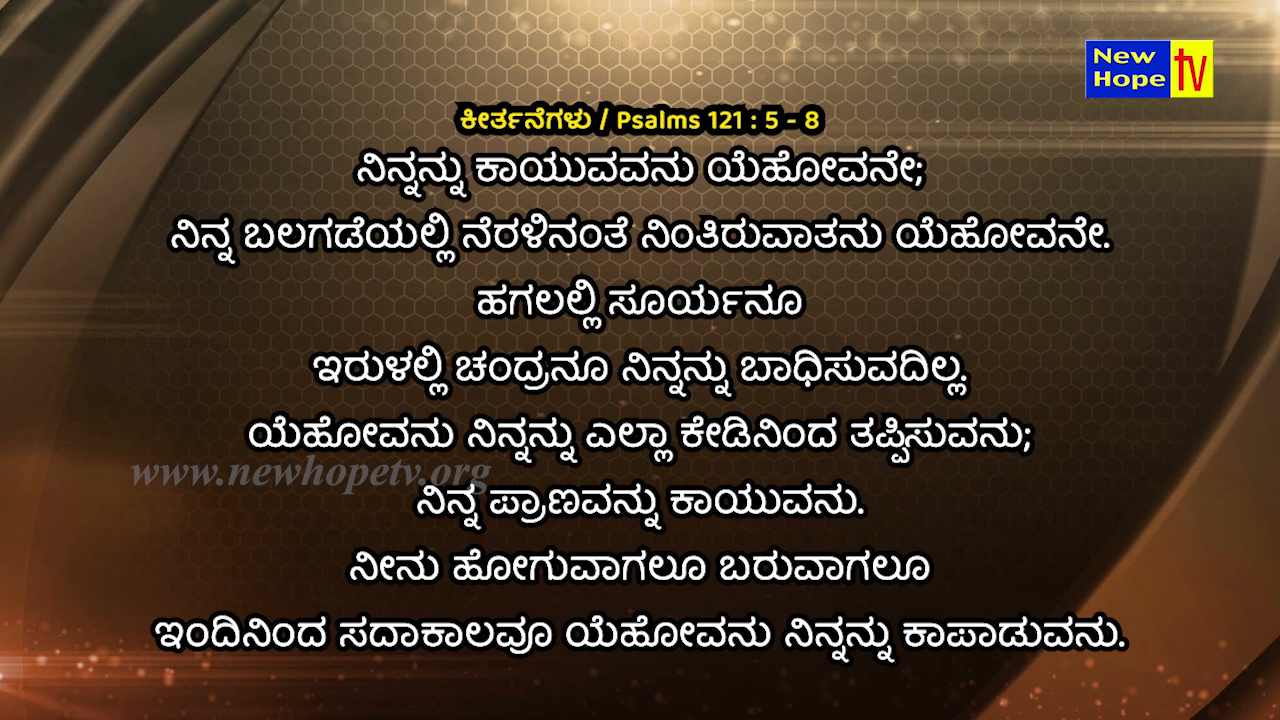 New
Hope tv
ಕೀರ್ತನೆಗಳು / Psalms 121 : 5 - 8
ನಿನ್ನನ್ನು ಕಾಯುವವನು ಯೆಹೋವನೇ;
ನಿನ್ನ ಬಲಗಡೆಯಲ್ಲಿ ನೆರಳಿನಂತೆ ನಿಂತಿರುವಾತನು ಯೆಹೋವನೇ.
ಹಗಲಲ್ಲಿ ಸೂರ್ಯನೂ
ಇರುಳಲ್ಲಿ ಚಂದ್ರನೂ ನಿನ್ನನ್ನು ಬಾಧಿಸುವದಿಲ್ಲ.
ಯೆಹೋವನು ನಿನ್ನನ್ನು ಎಲ್ಲಾ ಕೇಡಿನಿಂದ ತಪ್ಪಿಸುವನು;
www.newhopetv.org
ನಿನ್ನ ಪ್ರಾಣವನ್ನು ಕಾಯುವನು.
ನೀನು ಹೋಗುವಾಗಲೂ ಬರುವಾಗಲೂ
ಇಂದಿನಿಂದ ಸದಾಕಾಲವೂ ಯೆಹೋವನು ನಿನ್ನನ್ನು ಕಾಪಾಡುವನು.